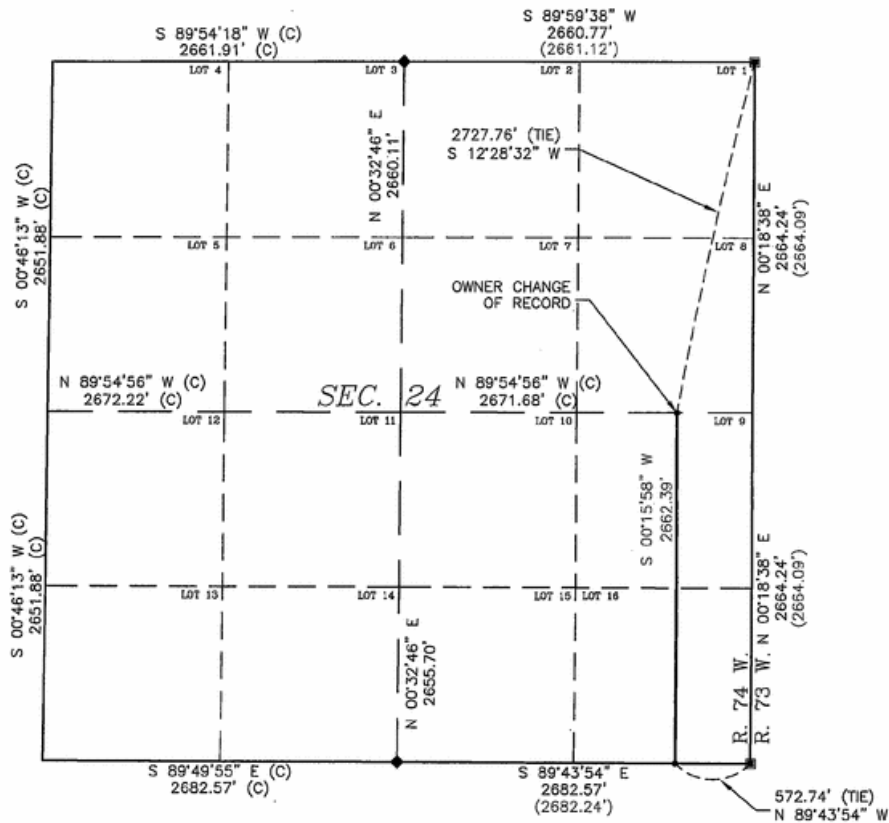 S 89°54'18" W (C)
2661.91' (C)
S 89°59'38" W
2660.77'
(2661.12')
LOT 4
LOT 3
LOT 2
LOT 1
N 00°32'46" E
2660.11'
2727.76' (TIE)
S 12°28'32" W
S 00°46'13" W (C)
2651.88' (C)
N 00°18'38" E
2664.24'
(2664.09')
LOT 5
LOT 6
LOT 7
LOT 8
OWNER CHANGE
OF RECORD
N 89°54'56" W (C)
2672.22' (C)
SEC. 24
N 89°54'56" W (C)
2671.68' (C)
LOT 12
LOT 11
LOT 10
LOT 9
S 00°15'58" W
2662.39'
S 00°46'13" W (C)
2651.88' (C)
N 00°18'38" E
2664.24'
(2664.09')
LOT 13
LOT 14
LOT 15
LOT 16
N 00°32'46" E
2655.70'
R. 74 W.
R. 73 W.
S 89°49'55" E (C)
2682.57' (C)
S 89°43'54" E
2682.57'
(2682.24')
572.74' (TIE)
N 89°43'54" W